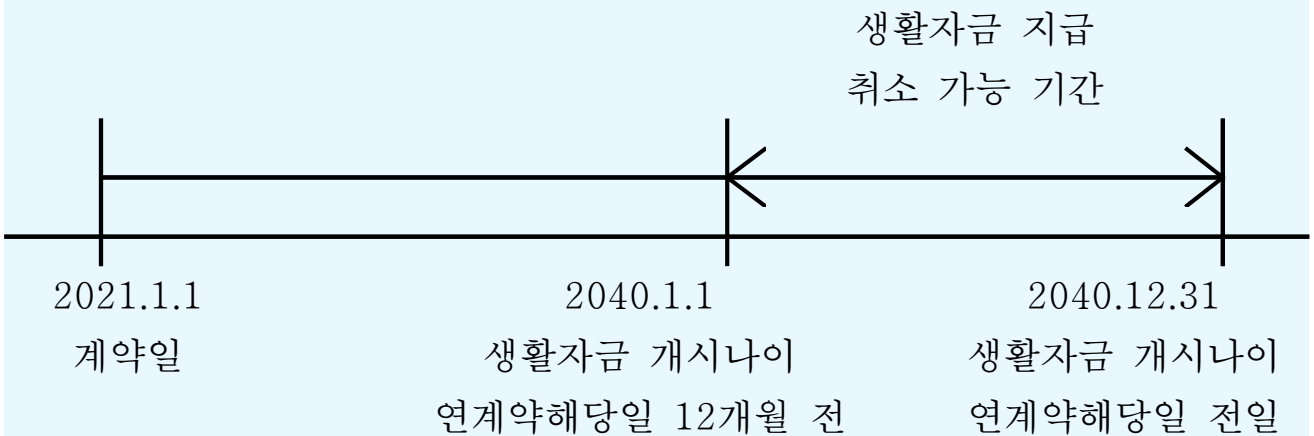 생활자금 지급
취소 가능 기간
2021.1.1
계약일
2040.1.1
생활자금 개시나이
연계약해당일 12개월 전
2040.12.31
생활자금 개시나이
연계약해당일 전일